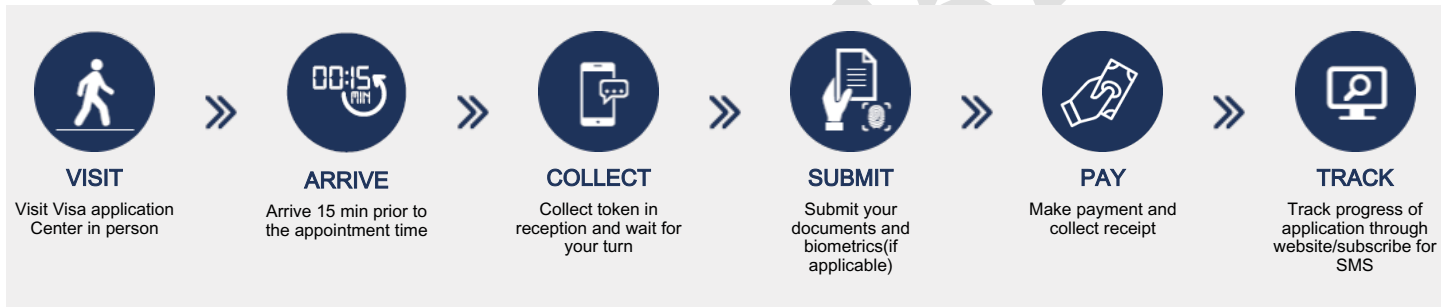 00:15
MIN
VISIT
Visit Visa application
Center in person
ARRIVE
Arrive 15 min prior to
the appointment time
COLLECT
Collect token in
reception and wait for
your turn
SUBMIT
Submit your
documents and
biometrics(if
applicable)
PAY
Make payment and
collect receipt
TRACK
Track progress of
application through
website/subscribe for
SMS